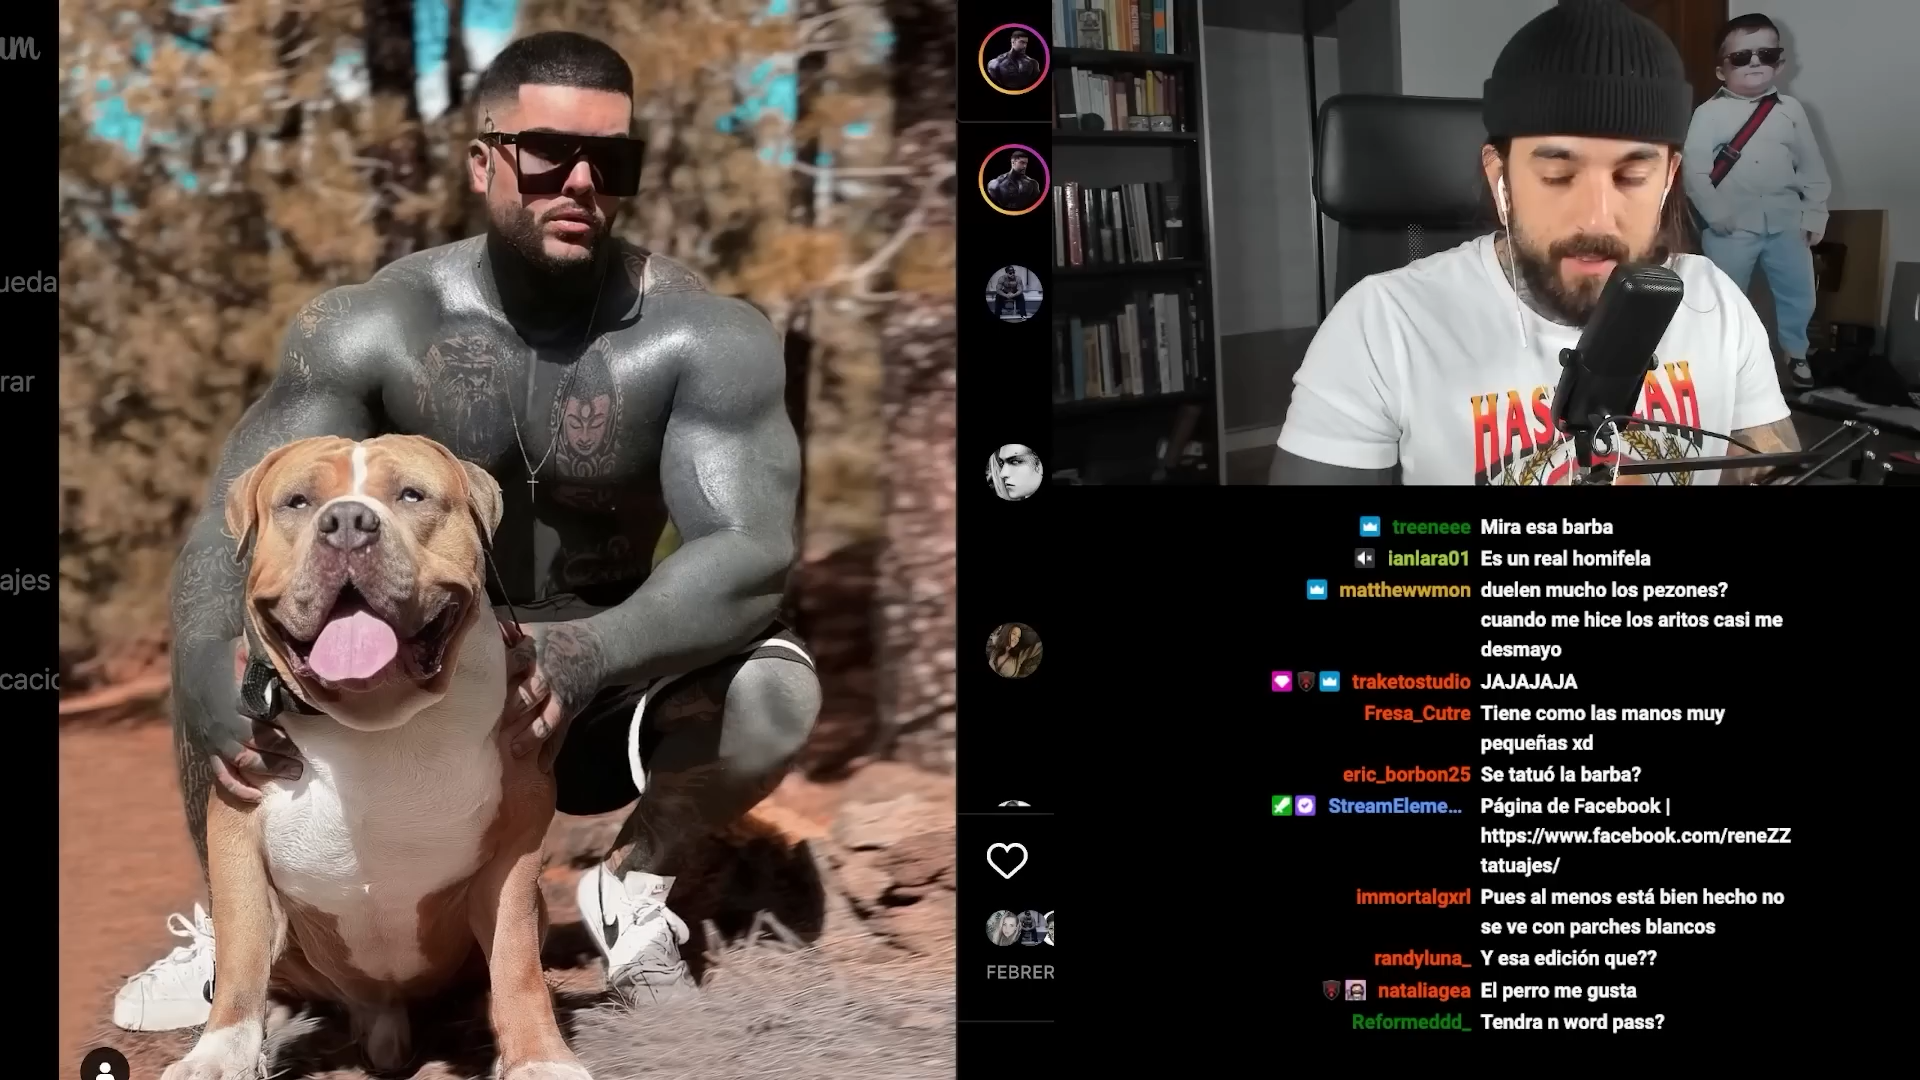 um
ueda
rar
ajes
cacio
FEBRER
HAS
AH
treeneee Mira esa barba
ianlara01 Es un real homifela
matthewwmon duelen mucho los pezones?
cuando me hice los aritos casi me
desmayo
traketostudio JAJAJAJA
Fresa_Cutre Tiene como las manos muy
pequeñas xd
eric_borbon25 Se tatuó la barba?
StreamEleme... Página de Facebook |
https://www.facebook.com/reneZZ
tatuajes/
immortalgxrl Pues al menos está bien hecho no
se ve con parches blancos
randyluna_ Y esa edición que??
nataliagea El perro me gusta
Reformeddd_ Tendra n word pass?